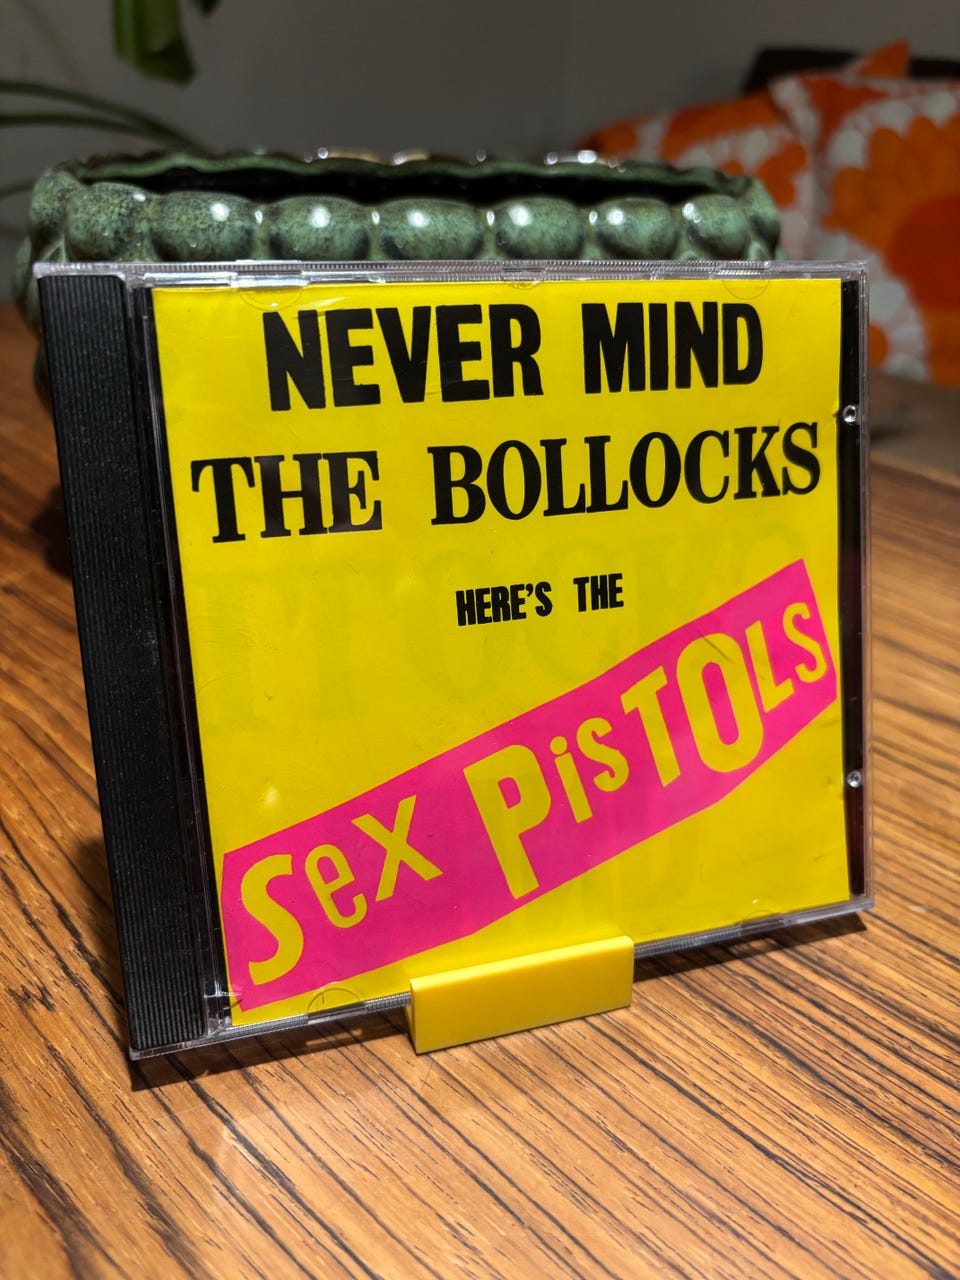 NEVER MIND
THE BOLLOCKS
HERE'S THE
SeX PiSTOLS